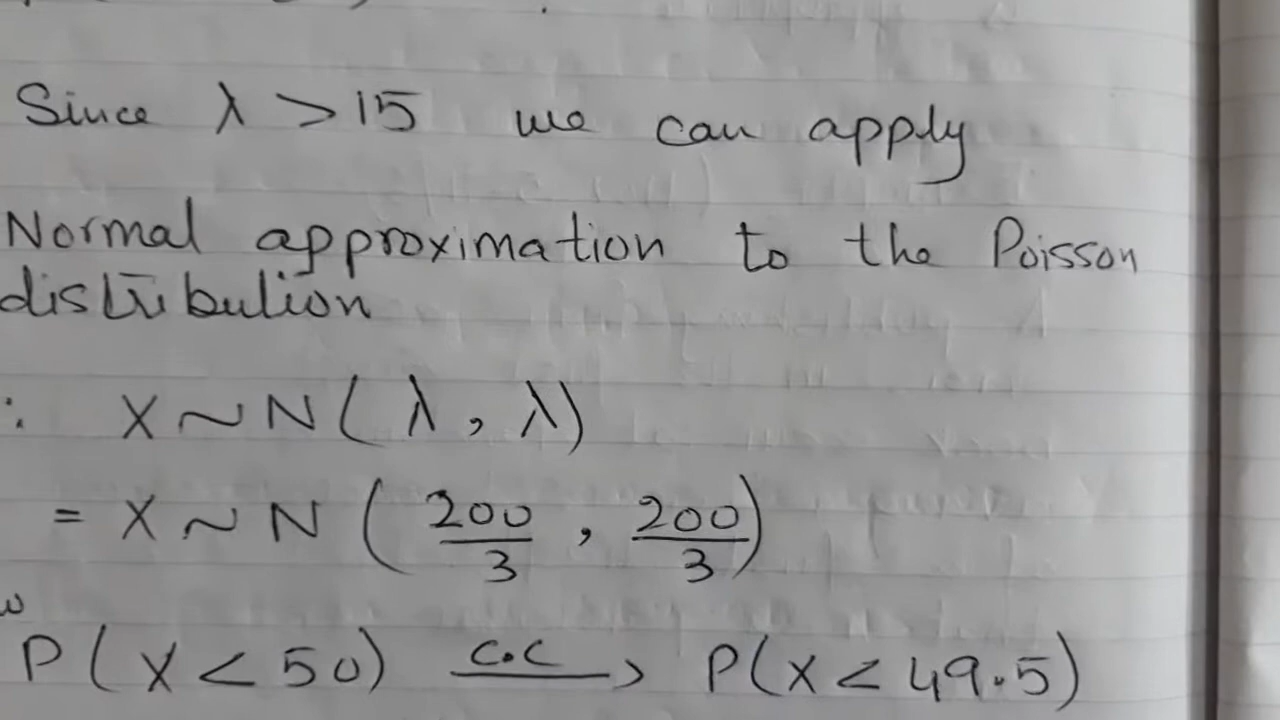 Since λ > 15 we can apply
Normal approximation to the Poisson
distribution
∴ X ~ N(λ, λ)
= X ~ N(200/3, 200/3)
P(X < 50) c.c → P(X < 49.5)